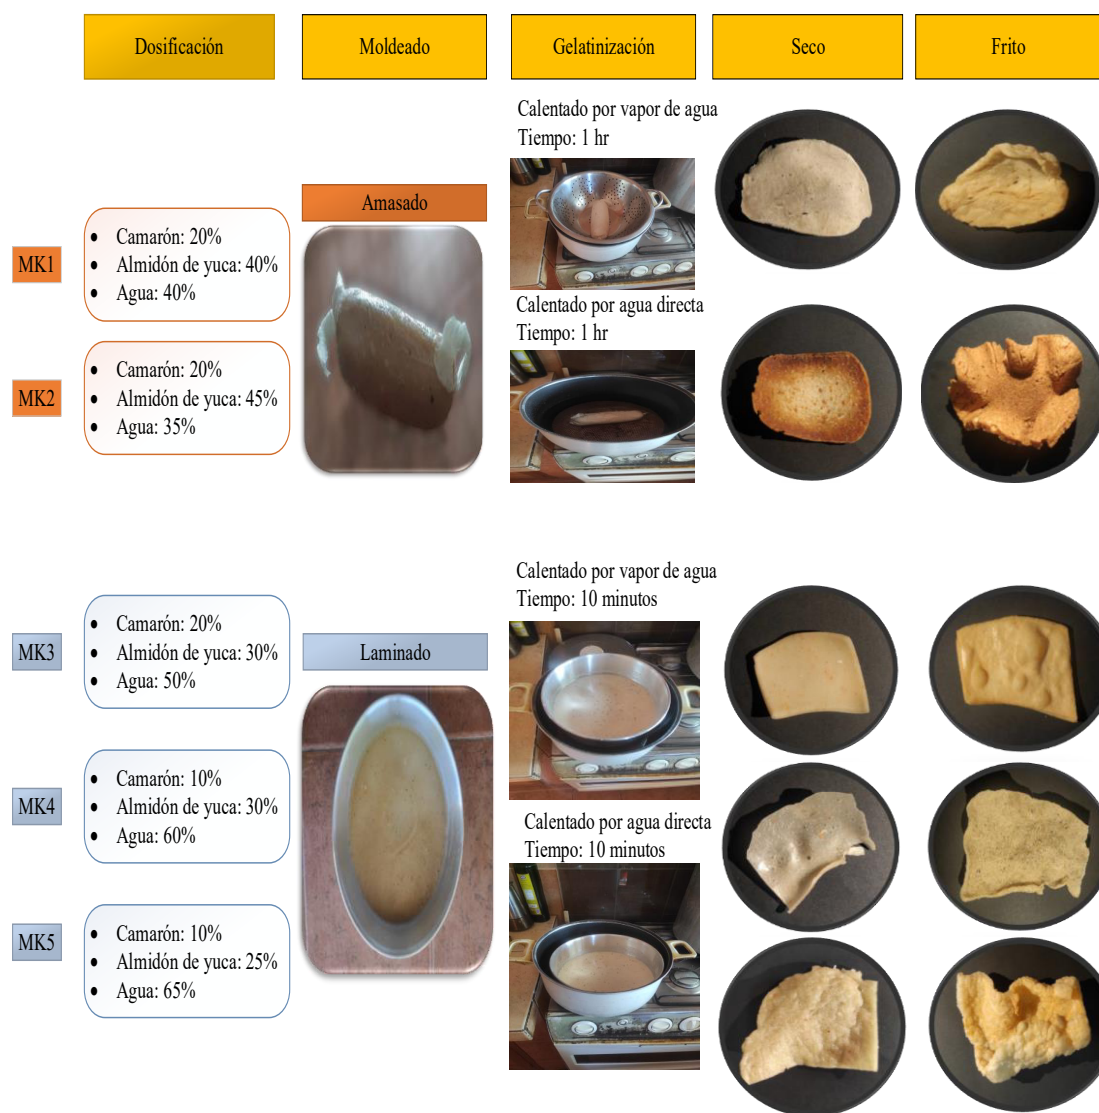 Dosificación
Moldeado
Gelatinización
Seco
Frito
Calentado por vapor de agua
Tiempo: 1 hr
Amasado
MK1
• Camarón: 20%
• Almidón de yuca: 40%
• Agua: 40%
Calentado por agua directa
Tiempo: 1 hr
MK2
• Camarón: 20%
• Almidón de yuca: 45%
• Agua: 35%
Calentado por vapor de agua
Tiempo: 10 minutos
MK3
• Camarón: 20%
• Almidón de yuca: 30%
• Agua: 50%
Laminado
MK4
• Camarón: 10%
• Almidón de yuca: 30%
• Agua: 60%
Calentado por agua directa
Tiempo: 10 minutos
MK5
• Camarón: 10%
• Almidón de yuca: 25%
• Agua: 65%